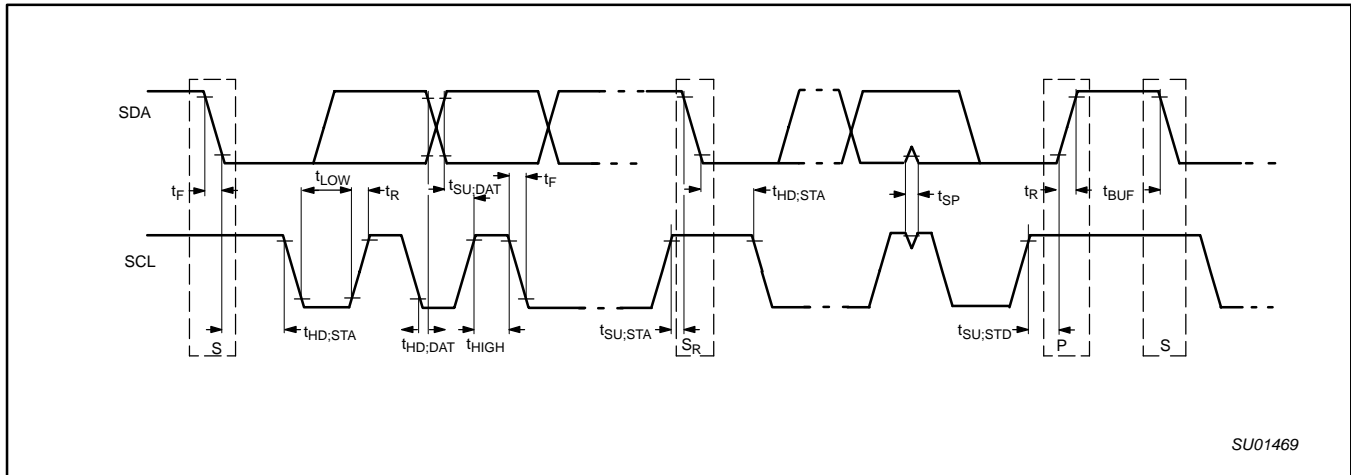 SDA
tF
tLOW
tR
tSU;DAT
tF
tHD;STA
tSP
tR
tBUF
SCL
S
tHD;STA
tHD;DAT
tHIGH
tSU;STA
SR
tSU;STD
P
S
SU01469